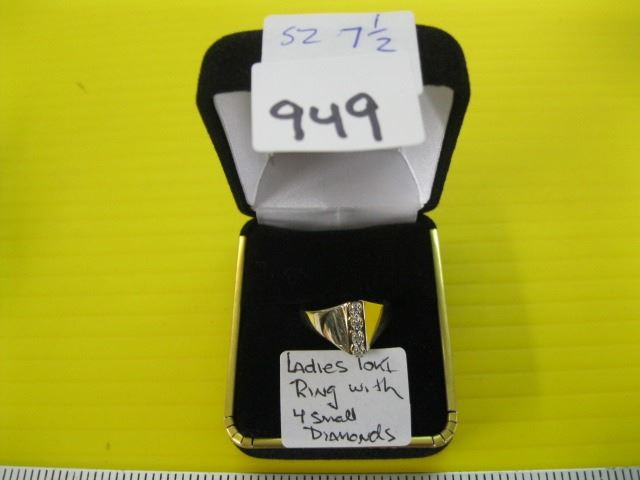 SZ 7 1/2
949
LADIES 10KT
RING with
4 small
DIAMONDS